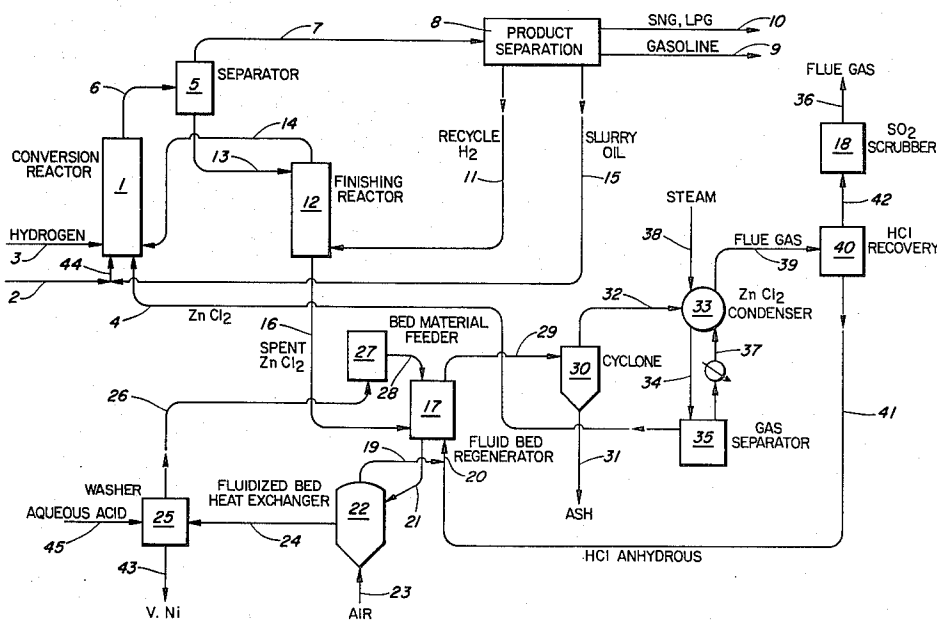 7
8
PRODUCT
SEPARATION
SNG, LPG
10
GASOLINE
9
6
5
SEPARATOR
FLUE GAS
36
14
13
RECYCLE
H2
11
SLURRY
OIL
15
18
SO2
SCRUBBER
CONVERSION
REACTOR
1
12
FINISHING
REACTOR
STEAM
38
42
HYDROGEN
3
44
2
4
Zn Cl2
FLUE GAS
39
40
HCl
RECOVERY
32
33
Zn Cl2
CONDENSER
16
SPENT
Zn Cl2
BED MATERIAL
FEEDER
27
28
29
30
CYCLONE
34
37
26
17
35
GAS
SEPARATOR
41
19
FLUID BED
REGENERATOR
20
31
WASHER
FLUIDIZED BED
HEAT EXCHANGER
22
21
AQUEOUS ACID
45
25
24
ASH
HCl ANHYDROUS
43
23
V. Ni
AIR